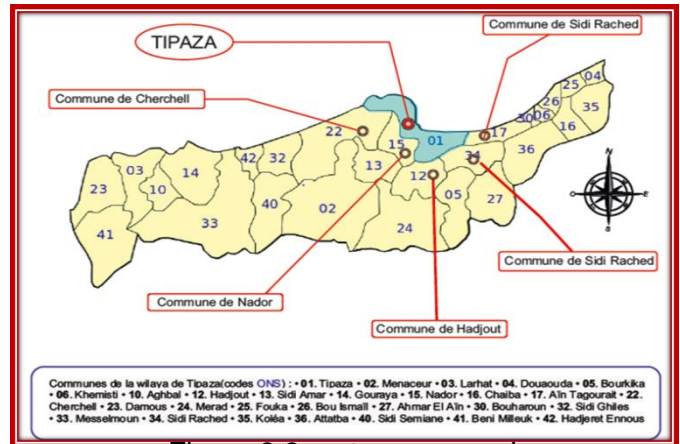 Commune de Sidi Rached
TIPAZA
Commune de Cherchell
25 04
26 35
30 06
22 01 17 16
15 34 36
03 42 32 13 12
23 10 14 05 27
40 02
33 24
41
N
E
S
Commune de Sidi Rached
Commune de Nador
Commune de Hadjout
Communes de la wilaya de Tipaza(codes ONS) : • 01. Tipaza • 02. Menaceur • 03. Larhat • 04. Douaouda • 05. Bourkika
• 06. Khemisti • 10. Aghbal • 12. Hadjout • 13. Sidi Amar • 14. Gouraya • 15. Nador • 16. Chaiba • 17. Aïn Tagourait • 22.
Cherchell • 23. Damous • 24. Merad • 25. Fouka • 26. Bou Ismaïl • 27. Ahmar El Aïn • 30. Bouharoun • 32. Sidi Ghiles
• 33. Messelmoun • 34. Sidi Rached • 35. Koléa • 36. Attatba • 40. Sidi Semiane • 41. Beni Milleuk • 42. Hadjeret Ennous